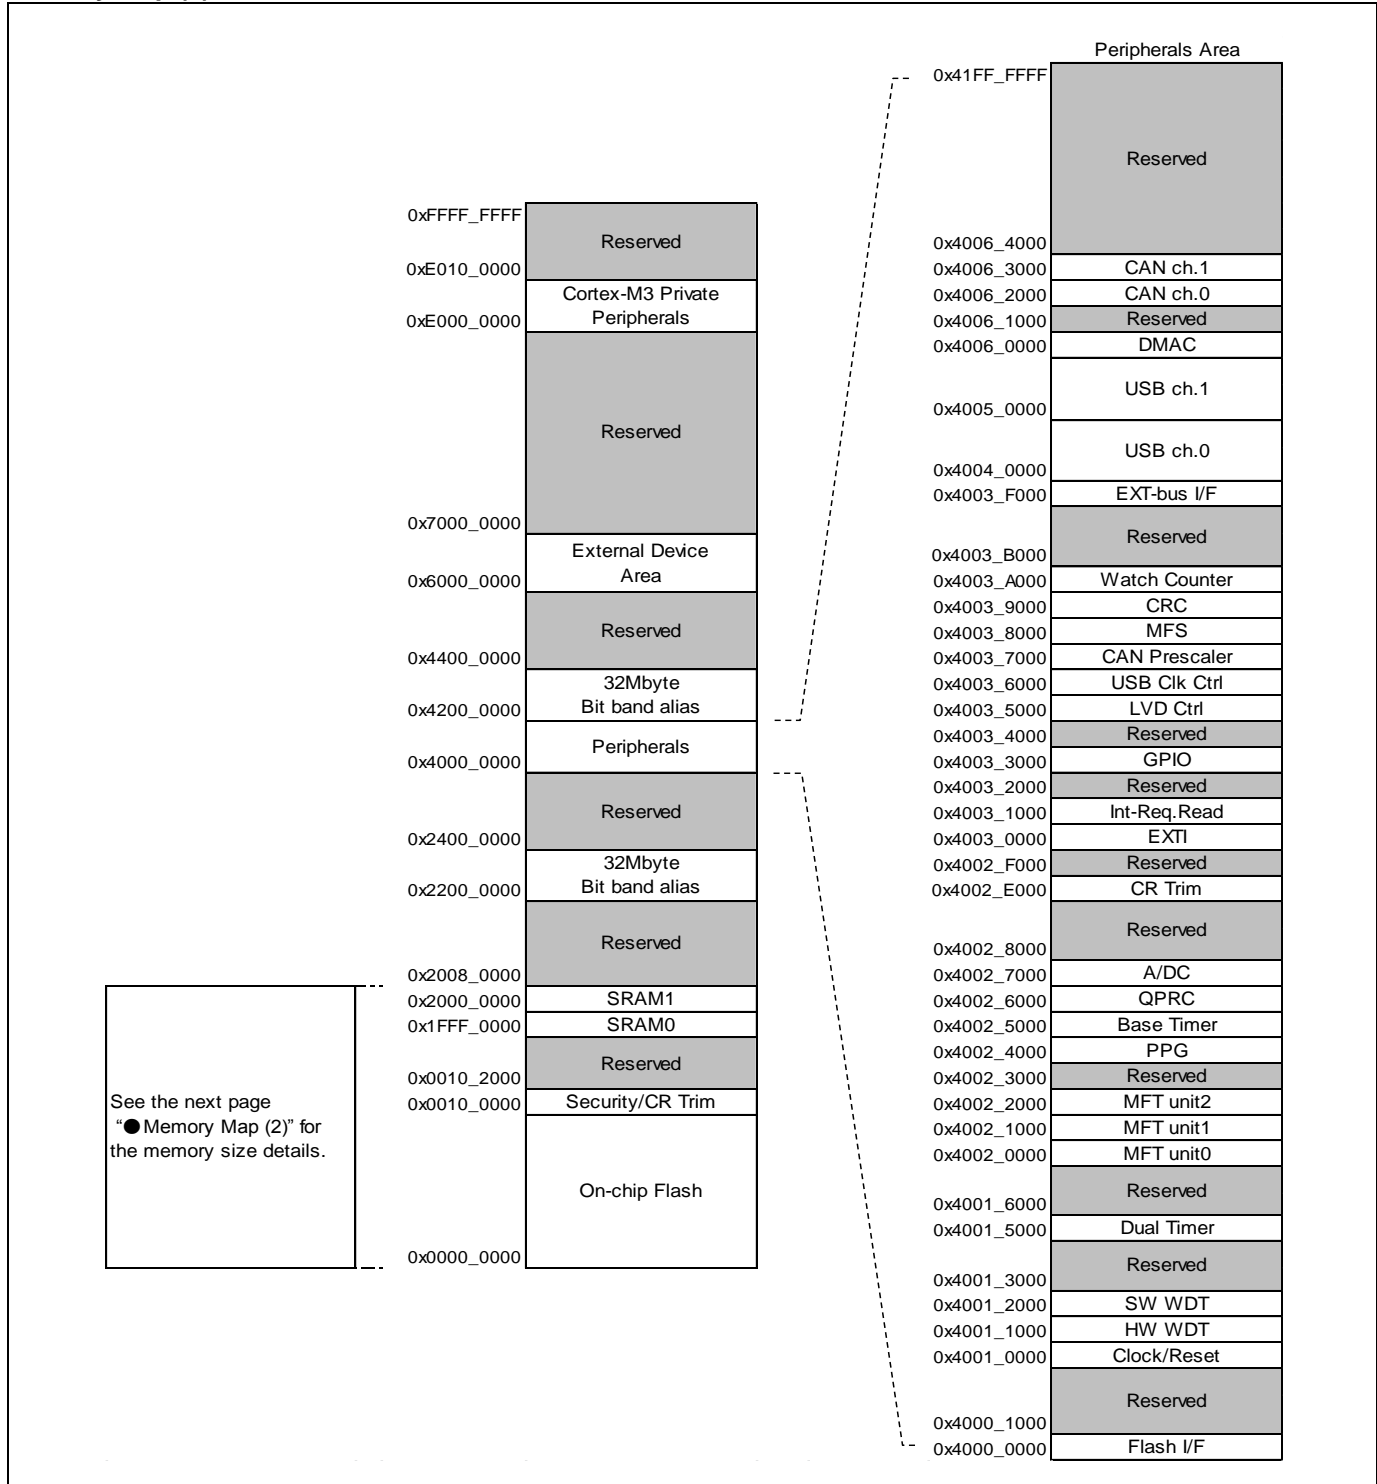 Peripherals Area
0x41FF_FFFF
Reserved
0x4006_4000
0x4006_3000 CAN ch.1
0x4006_2000 CAN ch.0
0x4006_1000 Reserved
0x4006_0000 DMAC
USB ch.1
0x4005_0000
USB ch.0
0x4004_0000
0x4003_F000 EXT-bus I/F
Reserved
0x4003_B000
0x4003_A000 Watch Counter
0x4003_9000 CRC
0x4003_8000 MFS
0x4003_7000 CAN Prescaler
0x4003_6000 USB Clk Ctrl
0x4003_5000 LVD Ctrl
0x4003_4000 Reserved
0x4003_3000 GPIO
0x4003_2000 Reserved
0x4003_1000 Int-Req.Read
0x4003_0000 EXTI
0x4002_F000 Reserved
0x4002_E000 CR Trim
Reserved
0x4002_8000
0x4002_7000 A/DC
0x4002_6000 QPRC
0x4002_5000 Base Timer
0x4002_4000 PPG
0x4002_3000 Reserved
0x4002_2000 MFT unit2
0x4002_1000 MFT unit1
0x4002_0000 MFT unit0
Reserved
0x4001_6000
0x4001_5000 Dual Timer
Reserved
0x4001_3000
0x4001_2000 SW WDT
0x4001_1000 HW WDT
0x4001_0000 Clock/Reset
Reserved
0x4000_1000
0x4000_0000 Flash I/F
0xFFFF_FFFF
Reserved
0xE010_0000
Cortex-M3 Private
0xE000_0000 Peripherals
Reserved
0x7000_0000
External Device
0x6000_0000 Area
Reserved
0x4400_0000
32Mbyte
0x4200_0000 Bit band alias
Peripherals
0x4000_0000
Reserved
0x2400_0000
32Mbyte
0x2200_0000 Bit band alias
Reserved
0x2008_0000
0x2000_0000 SRAM1
0x1FFF_0000 SRAM0
Reserved
0x0010_2000
0x0010_0000 Security/CR Trim
On-chip Flash
0x0000_0000
See the next page
“●Memory Map (2)” for
the memory size details.